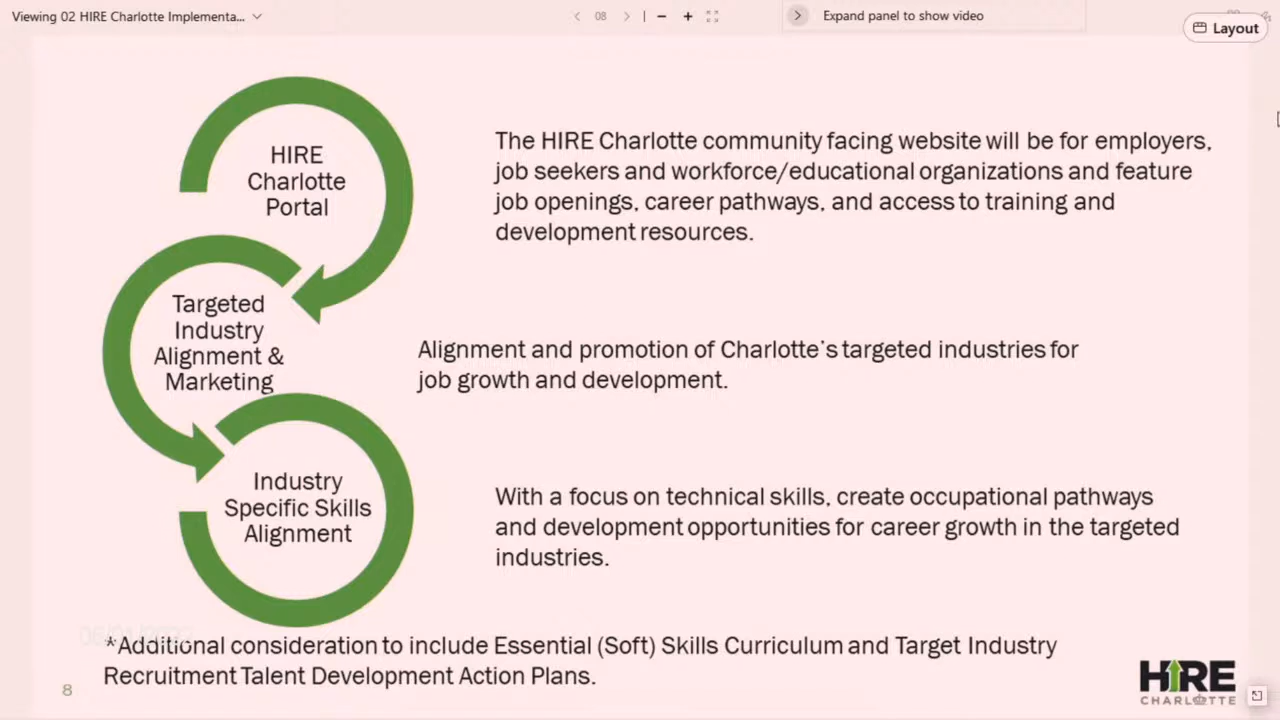 Viewing 02 HIRE Charlotte Implementa...
08
Expand panel to show video
Layout
HIRE
Charlotte
Portal
The HIRE Charlotte community facing website will be for employers,
job seekers and workforce/educational organizations and feature
job openings, career pathways, and access to training and
development resources.
Targeted
Industry
Alignment &
Marketing
Alignment and promotion of Charlotte's targeted industries for
job growth and development.
Industry
Specific Skills
Alignment
With a focus on technical skills, create occupational pathways
and development opportunities for career growth in the targeted
industries.
*Additional consideration to include Essential (Soft) Skills Curriculum and Target Industry
Recruitment Talent Development Action Plans.
8
HIRE
CHARLOTTE